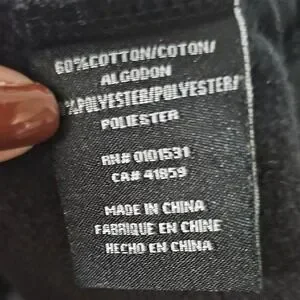 60%COTTON/COTON/
ALGODON
%POLYESTER/POLYESTER/
POLIESTER
RN# 0101531
CA# 41859
MADE IN CHINA
FABRIQUE EN CHINE
HECHO EN CHINA